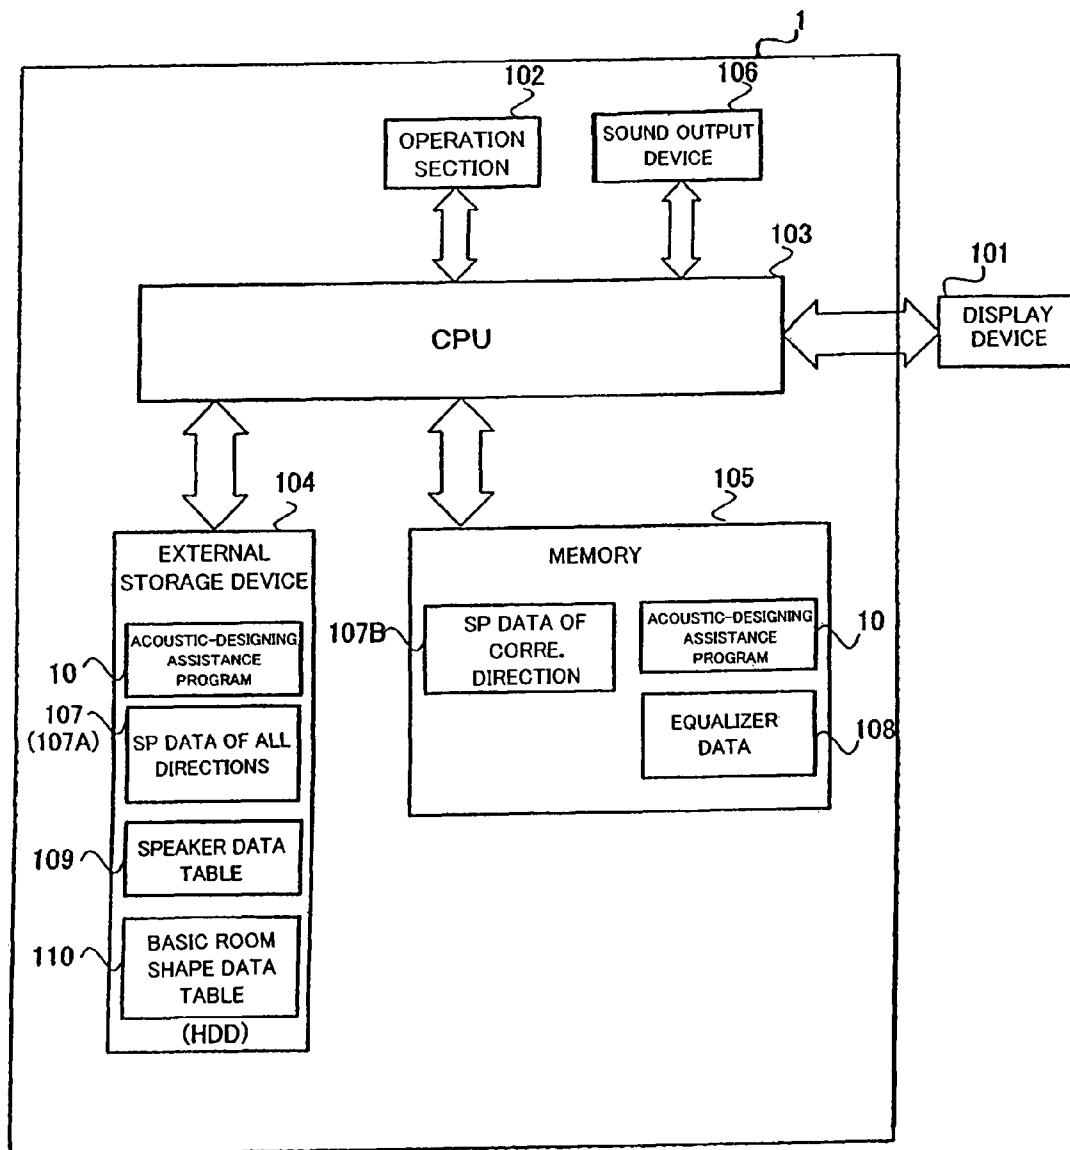 1
102
106
OPERATION
SECTION
SOUND OUTPUT
DEVICE
103
101
CPU
DISPLAY
DEVICE
104
105
EXTERNAL
STORAGE DEVICE
MEMORY
10
ACOUSTIC-DESIGNING
ASSISTANCE
PROGRAM
107B
SP DATA OF
CORRE.
DIRECTION
ACOUSTIC-DESIGNING
ASSISTANCE
PROGRAM
10
107
(107A)
SP DATA OF ALL
DIRECTIONS
EQUALIZER
DATA
108
109
SPEAKER DATA
TABLE
110
BASIC ROOM
SHAPE DATA
TABLE
(HDD)